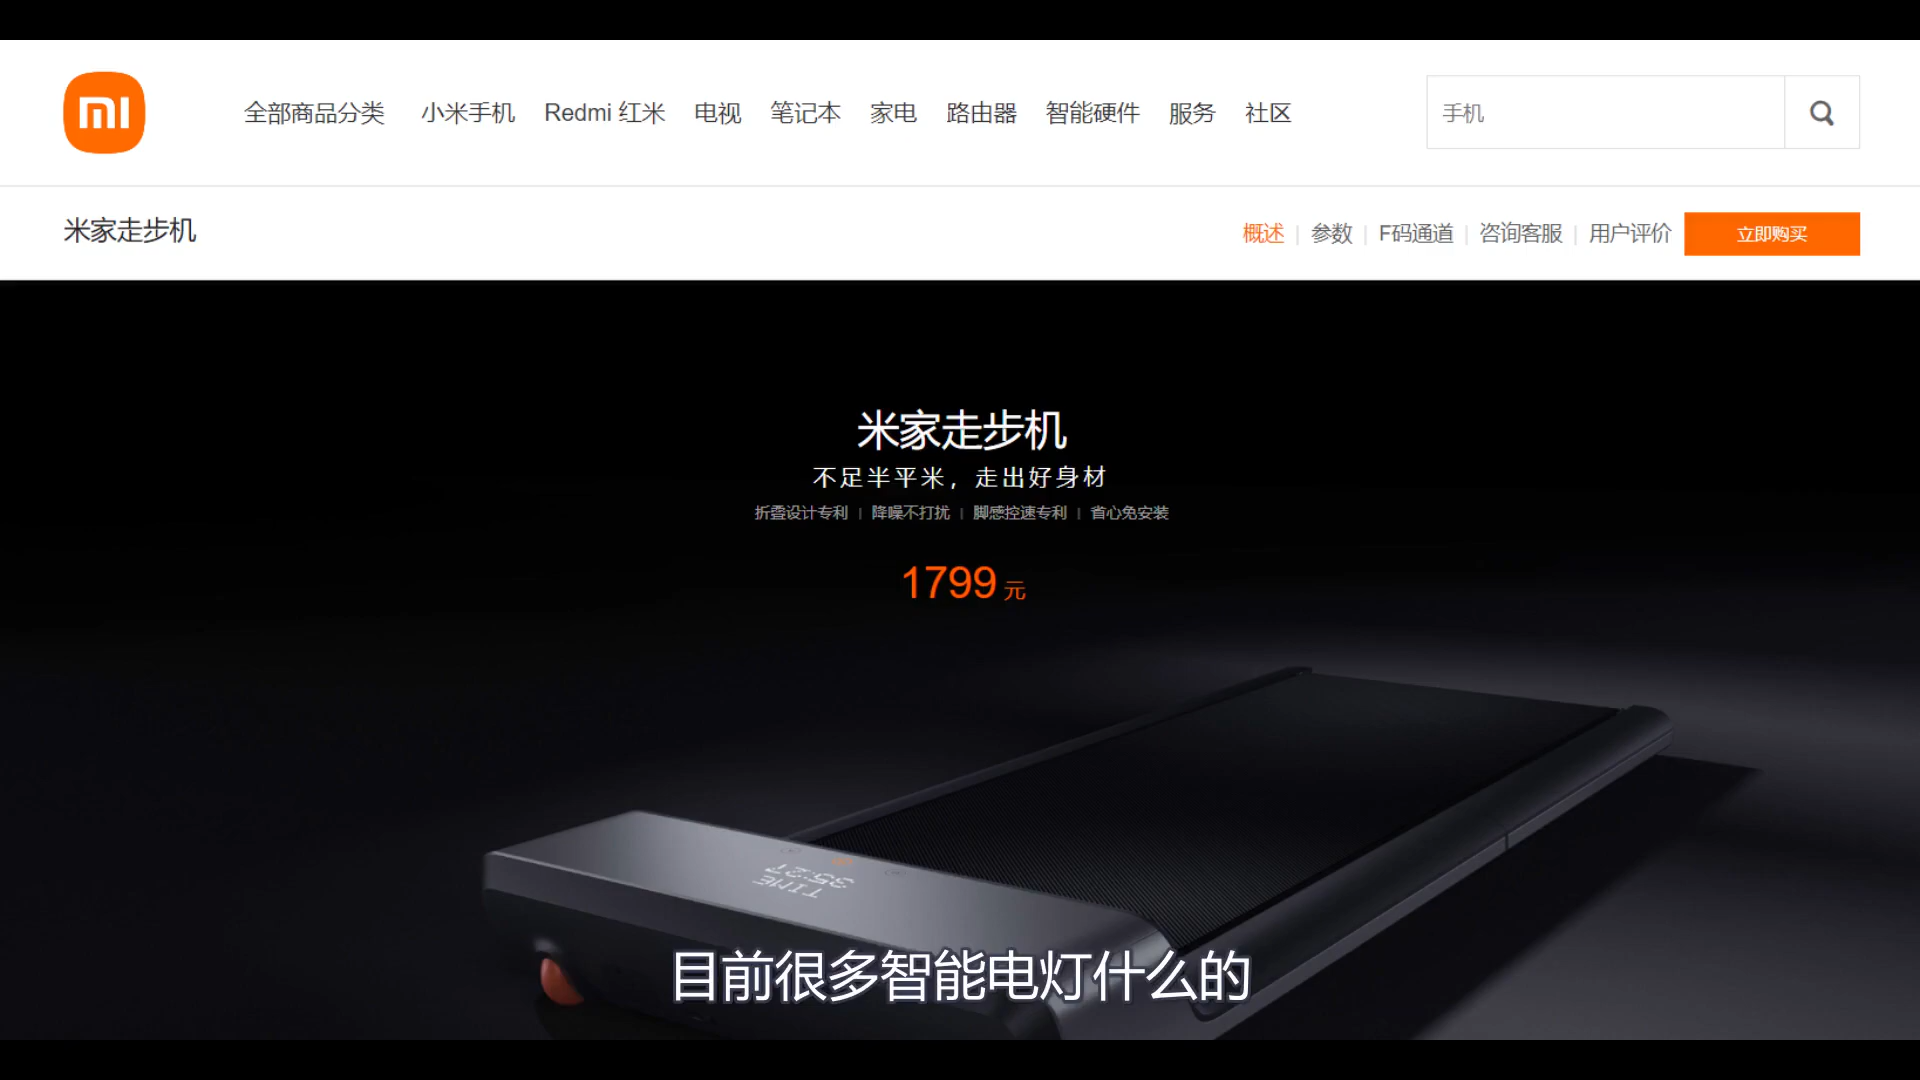 mi
全部商品分类 小米手机 Redmi 红米 电视 笔记本 家电 路由器 智能硬件 服务 社区
手机
米家走步机
概述 | 参数 | F码通道 | 咨询客服 | 用户评价
立即购买
米家走步机
不足半平米，走出好身材
折叠设计专利 | 降噪不打扰 | 脚感控速专利 | 省心免安装
1799 元
35:27
TIME
目前很多智能电灯什么的